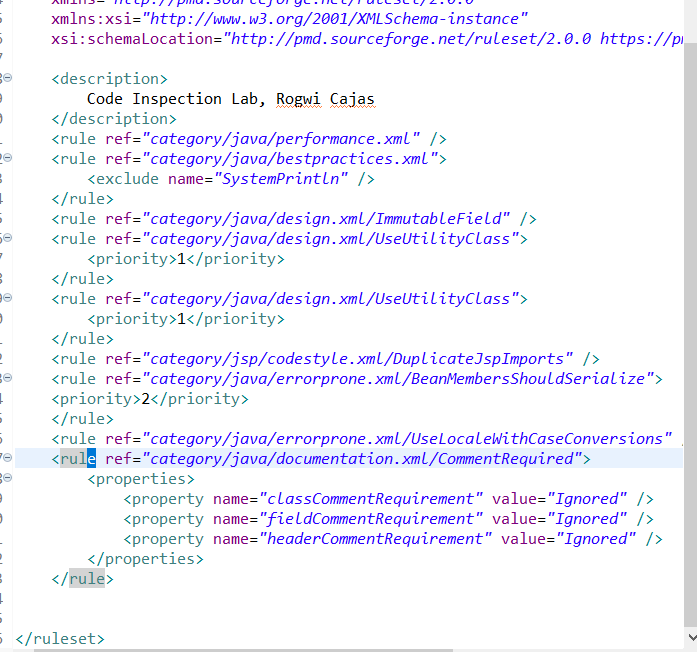 xmlns="http://pmd.sourceforge.net/ruleset/2.0.0"
xmlns:xsi="http://www.w3.org/2001/XMLSchema-instance"
xsi:schemaLocation="http://pmd.sourceforge.net/ruleset/2.0.0 https://pm
<description>
Code Inspection Lab, Rogwi Cajas
</description>
<rule ref="category/java/performance.xml" />
<rule ref="category/java/bestpractices.xml">
<exclude name="SystemPrintln" />
</rule>
<rule ref="category/java/design.xml/ImmutableField" />
<rule ref="category/java/design.xml/UseUtilityClass">
<priority>1</priority>
</rule>
<rule ref="category/java/design.xml/UseUtilityClass">
<priority>1</priority>
</rule>
<rule ref="category/jsp/codestyle.xml/DuplicateJspImports" />
<rule ref="category/java/errorprone.xml/BeanMembersShouldSerialize">
<priority>2</priority>
</rule>
<rule ref="category/java/errorprone.xml/UseLocaleWithCaseConversions" /
<rule ref="category/java/documentation.xml/CommentRequired">
<properties>
<property name="classCommentRequirement" value="Ignored" />
<property name="fieldCommentRequirement" value="Ignored" />
<property name="headerCommentRequirement" value="Ignored" />
</properties>
</rule>
</ruleset>